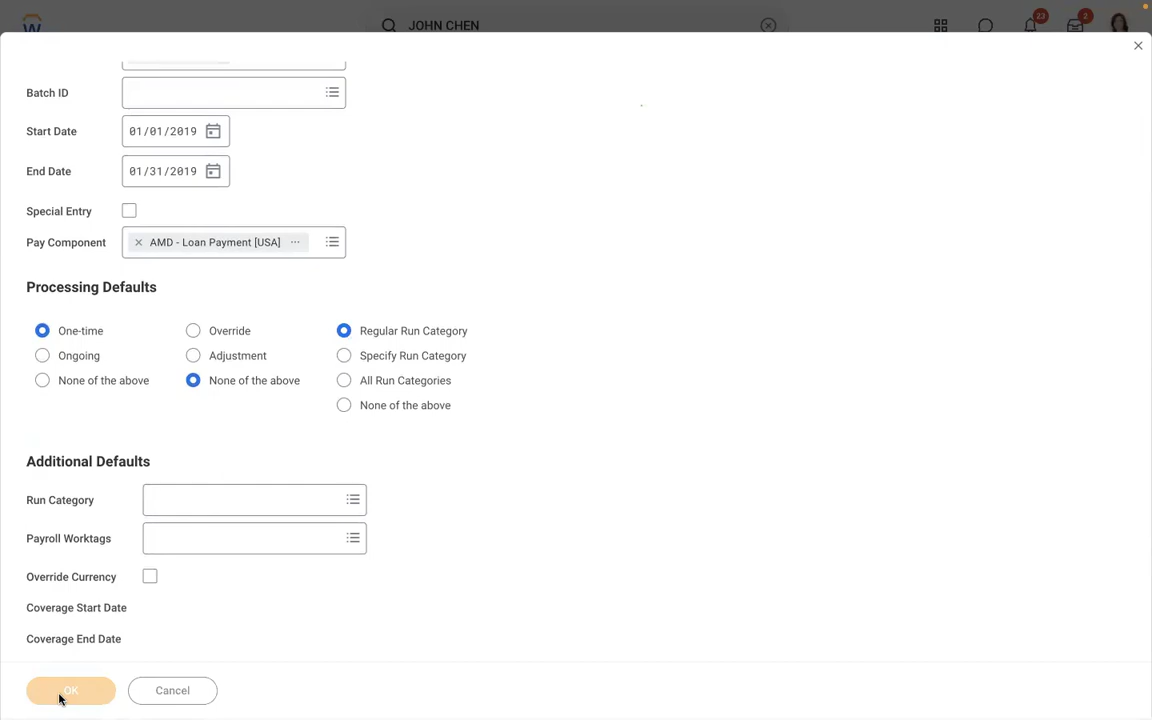 JOHN CHEN
23
2
Batch ID
Start Date 01/01/2019
End Date 01/31/2019
Special Entry
Pay Component AMD - Loan Payment [USA]
Processing Defaults
One-time Override Regular Run Category
Ongoing Adjustment Specify Run Category
None of the above None of the above All Run Categories
None of the above
Additional Defaults
Run Category
Payroll Worktags
Override Currency
Coverage Start Date
Coverage End Date
OK Cancel